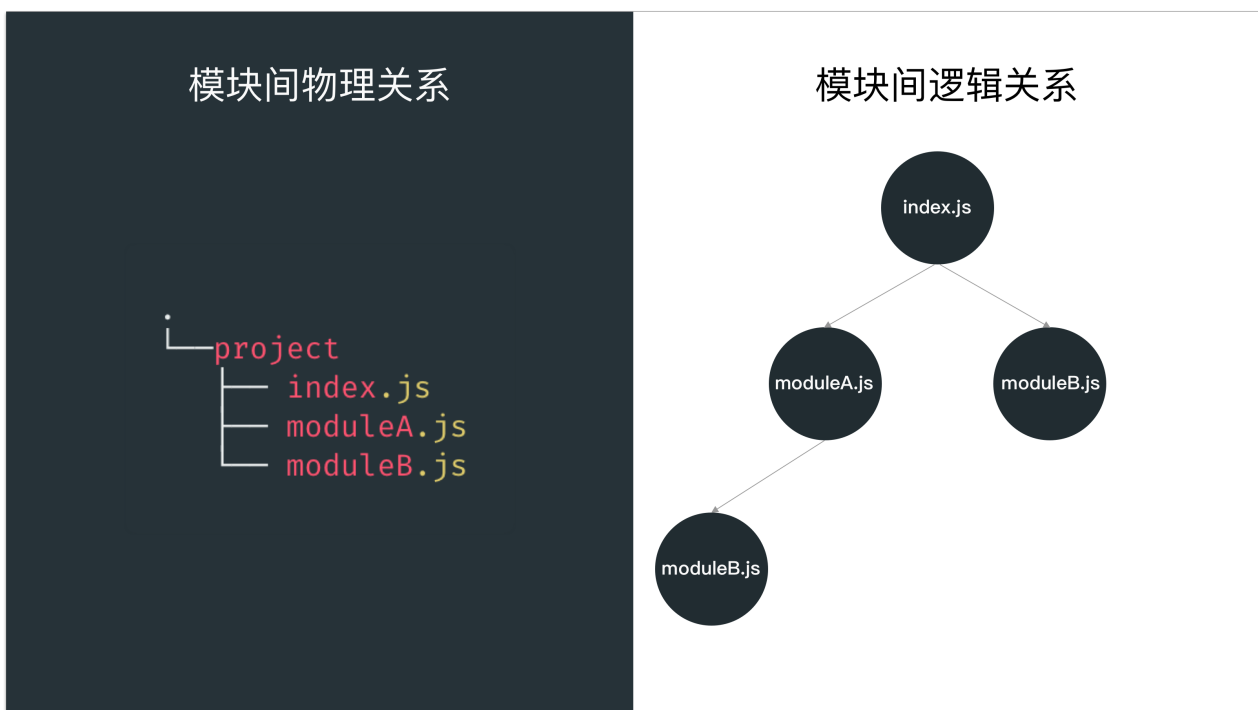 模块间物理关系
.
└──project
├── index.js
├── moduleA.js
└── moduleB.js
模块间逻辑关系
index.js
moduleA.js
moduleB.js
moduleB.js